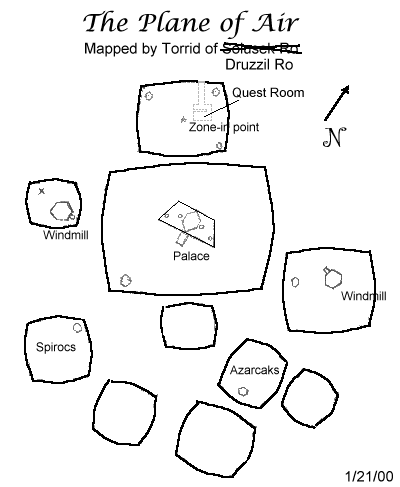 The Plane of Air
Mapped by Torrid of Solusek Ro
Druzzil Ro
Quest Room
N
Zone-in point
Windmill
Palace
Windmill
Spirocs
Azarcaks
1/21/00